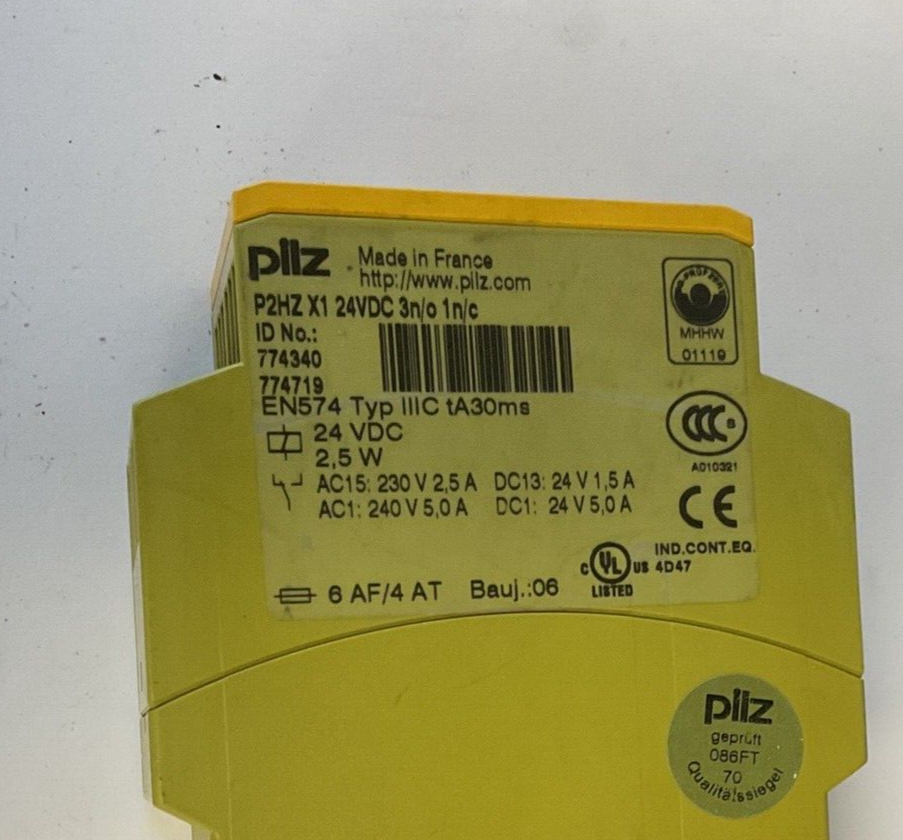 pilz Made in France
http://www.pilz.com
P2HZ X1 24VDC 3n/o 1n/c
ID No.:
774340
774719
EN574 Typ IIIC tA30ms
24 VDC
2,5 W
AC15: 230 V 2,5 A DC13: 24 V 1,5 A
AC1: 240 V 5,0 A DC1: 24 V 5,0 A
6 AF/4 AT Bauj.:06
MHHW
01119
CCC S
A010321
CE
C UL US
LISTED
IND.CONT.EQ.
4D47
pilz
geprüft
086FT
70
Qualitätssiegel